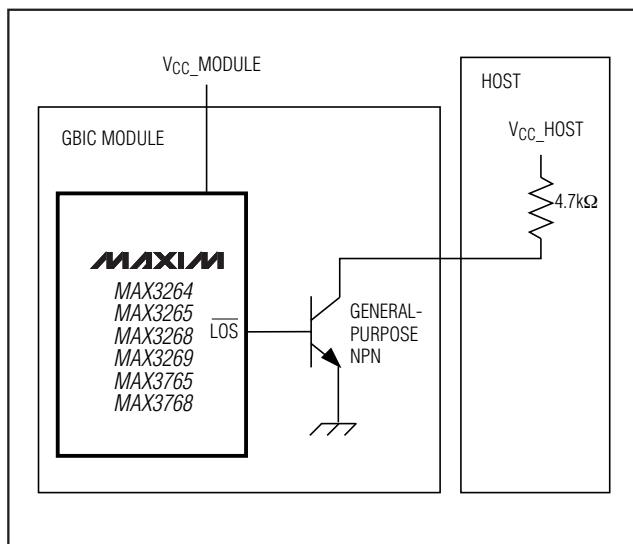 VCC_MODULE
HOST
GBIC MODULE
VCC_HOST
4.7kΩ
MAXIM
MAX3264
MAX3265
MAX3268
MAX3269
MAX3765
MAX3768
LOS
GENERAL-
PURPOSE
NPN